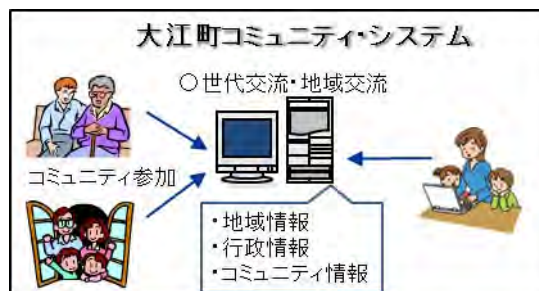 大江町コミュニティ・システム
○世代交流・地域交流
コミュニティ参加
・地域情報
・行政情報
・コミュニティ情報